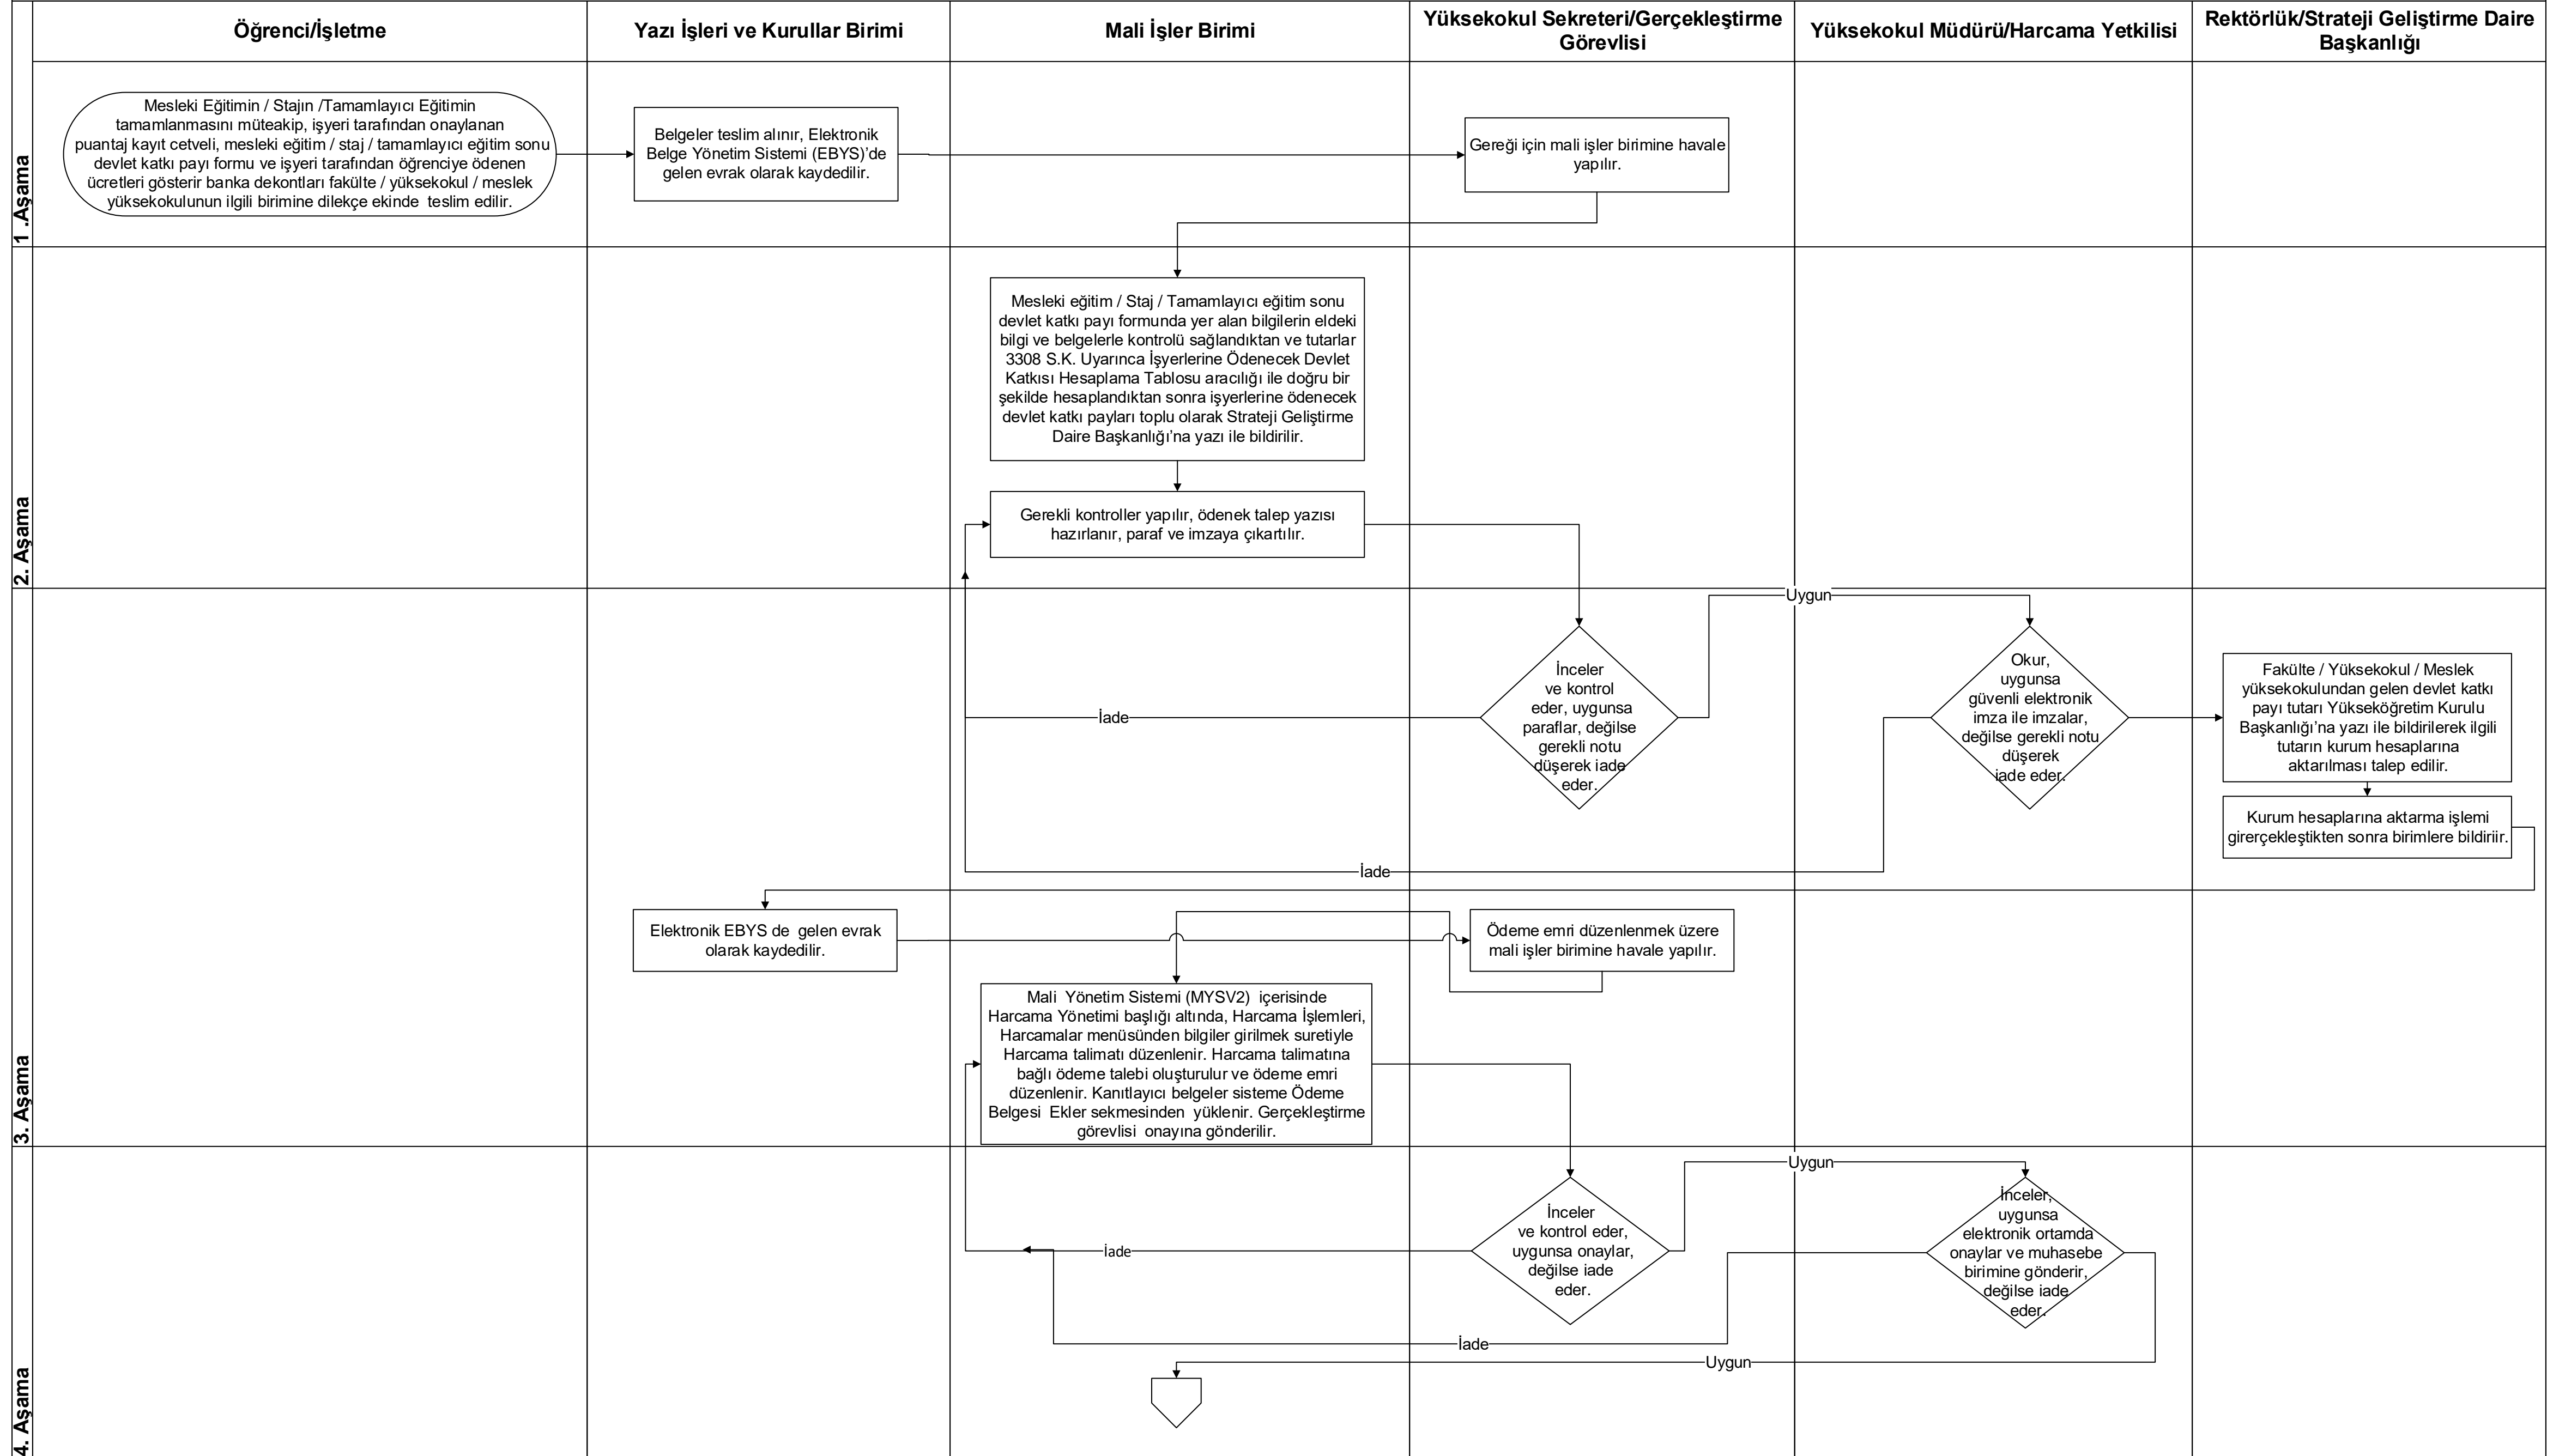 Öğrenci/İşletme
Yazı İşleri ve Kurullar Birimi
Mali İşler Birimi
Yüksekokul Sekreteri/Gerçekleştirme
Görevlisi
Yüksekokul Müdürü/Harcama Yetkilisi
Rektörlük/Strateji Geliştirme Daire
Başkanlığı
1 .Aşama
Mesleki Eğitimin / Stajın /Tamamlayıcı Eğitimin
tamamlanmasını müteakip, işyeri tarafından onaylanan
puantaj kayıt cetveli, mesleki eğitim / staj / tamamlayıcı eğitim sonu
devlet katkı payı formu ve işyeri tarafından öğrenciye ödenen
ücretleri gösterir banka dekontları fakülte / yüksekokul / meslek
yüksekokulunun ilgili birimine dilekçe ekinde  teslim edilir.
Belgeler teslim alınır, Elektronik
Belge Yönetim Sistemi (EBYS)’de
gelen evrak olarak kaydedilir.
Gereği için mali işler birimine havale
yapılır.
2. Aşama
Mesleki eğitim / Staj / Tamamlayıcı eğitim sonu
devlet katkı payı formunda yer alan bilgilerin eldeki
bilgi ve belgelerle kontrolü sağlandıktan ve tutarlar
3308 S.K. Uyarınca İşyerlerine Ödenecek Devlet
Katkısı Hesaplama Tablosu aracılığı ile doğru bir
şekilde hesaplandıktan sonra işyerlerine ödenecek
devlet katkı payları toplu olarak Strateji Geliştirme
Daire Başkanlığı’na yazı ile bildirilir.
Gerekli kontroller yapılır, ödenek talep yazısı
hazırlanır, paraf ve imzaya çıkartılır.
3. Aşama
Uygun
İnceler
ve kontrol
eder, uygunsa
paraflar, değilse
gerekli notu
düşerek iade
eder.
İade
Okur,
uygunsa
güvenli elektronik
imza ile imzalar,
değilse gerekli notu
düşerek
iade eder.
Fakülte / Yüksekokul / Meslek
yüksekokulundan gelen devlet katkı
payı tutarı Yükseköğretim Kurulu
Başkanlığı’na yazı ile bildirilerek ilgili
tutarın kurum hesaplarına
aktarılması talep edilir.
Kurum hesaplarına aktarma işlemi
girerçekleştikten sonra birimlere bildiriir.
İade
Elektronik EBYS de  gelen evrak
olarak kaydedilir.
Ödeme emri düzenlenmek üzere
mali işler birimine havale yapılır.
Mali  Yönetim Sistemi (MYSV2)  içerisinde
Harcama Yönetimi başlığı altında, Harcama İşlemleri,
Harcamalar menüsünden bilgiler girilmek suretiyle
Harcama talimatı düzenlenir. Harcama talimatına
bağlı ödeme talebi oluşturulur ve ödeme emri
düzenlenir. Kanıtlayıcı belgeler sisteme Ödeme
Belgesi  Ekler sekmesinden  yüklenir. Gerçekleştirme
görevlisi  onayına gönderilir.
4. Aşama
Uygun
İnceler
ve kontrol eder,
uygunsa onaylar,
değilse iade
eder.
İade
İnceler,
uygunsa
elektronik ortamda
onaylar ve muhasebe
birimine gönderir,
değilse iade
eder.
İade
Uygun